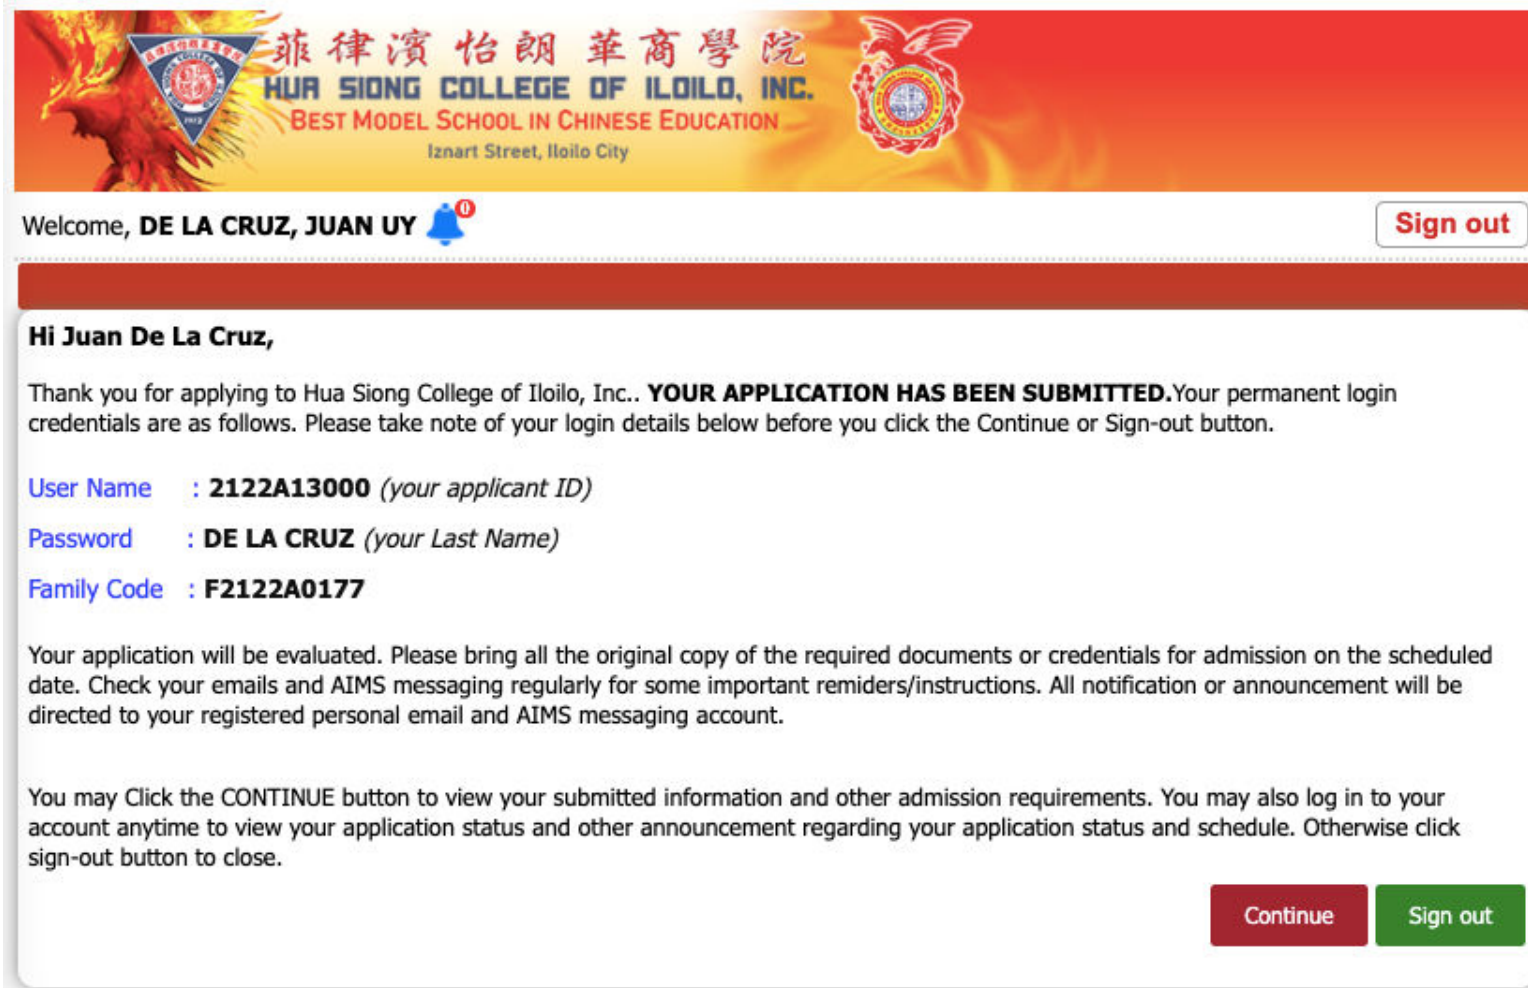 菲律濱 怡朗 華商學院
HUA SIONG COLLEGE OF ILOILO, INC.
BEST MODEL SCHOOL IN CHINESE EDUCATION
Iznart Street, Iloilo City
1912
Welcome, DE LA CRUZ, JUAN UY 0
Sign out
Hi Juan De La Cruz,
Thank you for applying to Hua Siong College of Iloilo, Inc.. YOUR APPLICATION HAS BEEN SUBMITTED.Your permanent login
credentials are as follows. Please take note of your login details below before you click the Continue or Sign-out button.
User Name : 2122A13000 (your applicant ID)
Password : DE LA CRUZ (your Last Name)
Family Code : F2122A0177
Your application will be evaluated. Please bring all the original copy of the required documents or credentials for admission on the scheduled
date. Check your emails and AIMS messaging regularly for some important remiders/instructions. All notification or announcement will be
directed to your registered personal email and AIMS messaging account.
You may Click the CONTINUE button to view your submitted information and other admission requirements. You may also log in to your
account anytime to view your application status and other announcement regarding your application status and schedule. Otherwise click
sign-out button to close.
Continue
Sign out